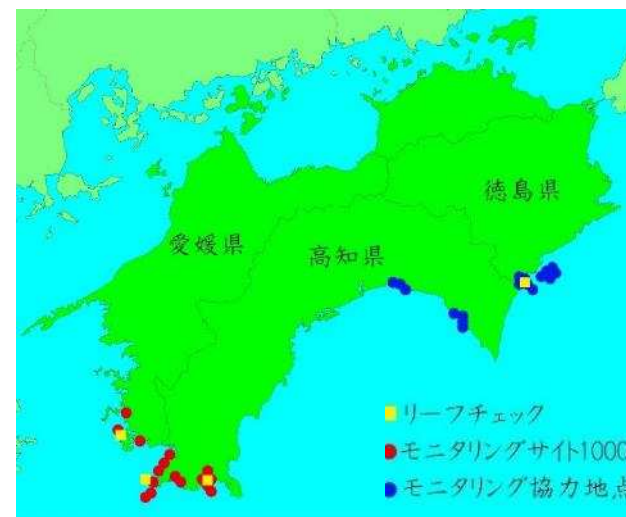 徳島県
愛媛県
高知県
リーフチェック
モニタリングサイト1000
モニタリング協力地点